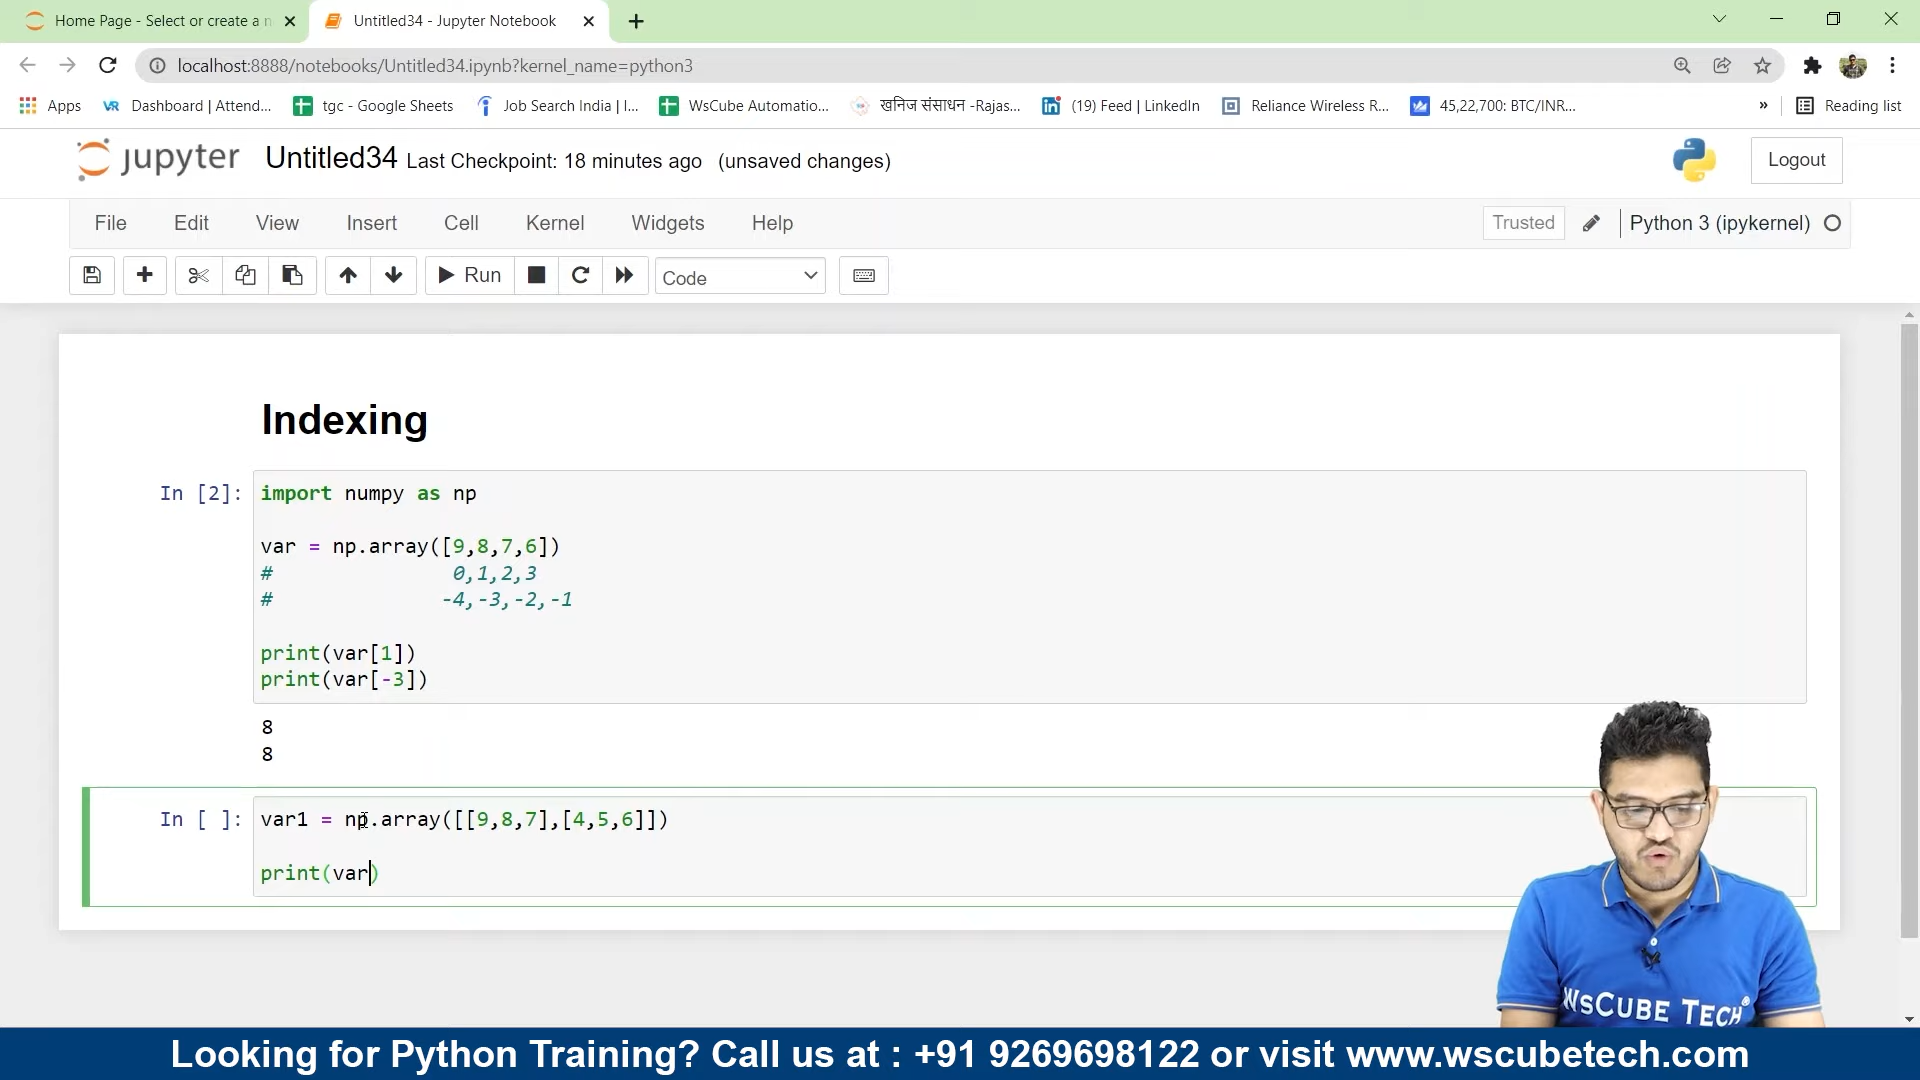 Home Page - Select or create a n
Untitled34 - Jupyter Notebook
localhost:8888/notebooks/Untitled34.ipynb?kernel_name=python3
Apps
Dashboard | Attend...
tgc - Google Sheets
Job Search India | I...
WsCube Automatio...
खनिज संसाधन -Rajas...
(19) Feed | LinkedIn
Reliance Wireless R...
45,22,700: BTC/INR...
»
Reading list
jupyter Untitled34 Last Checkpoint: 18 minutes ago (unsaved changes)
Logout
File Edit View Insert Cell Kernel Widgets Help
Trusted
Python 3 (ipykernel)
Run
Code
Indexing
In [2]: import numpy as np
var = np.array([9,8,7,6])
# 0,1,2,3
# -4,-3,-2,-1
print(var[1])
print(var[-3])
8
8
In [ ]: var1 = np.array([[9,8,7],[4,5,6]])
print(var)
WsCube Tech®
Looking for Python Training? Call us at : +91 9269698122 or visit www.wscubetech.com